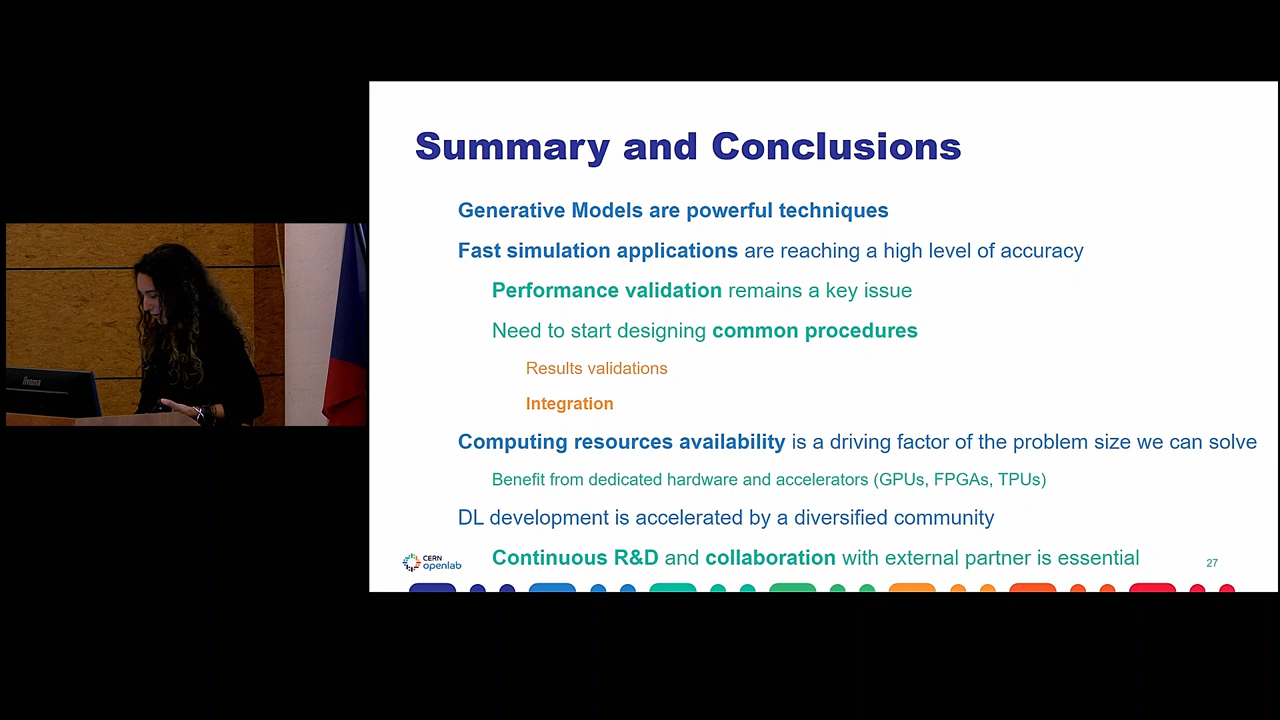 Summary and Conclusions
Generative Models are powerful techniques
Fast simulation applications are reaching a high level of accuracy
Performance validation remains a key issue
Need to start designing common procedures
Results validations
Integration
Computing resources availability is a driving factor of the problem size we can solve
Benefit from dedicated hardware and accelerators (GPUs, FPGAs, TPUs)
DL development is accelerated by a diversified community
Continuous R&D and collaboration with external partner is essential
CERN
openlab
27
iiyama